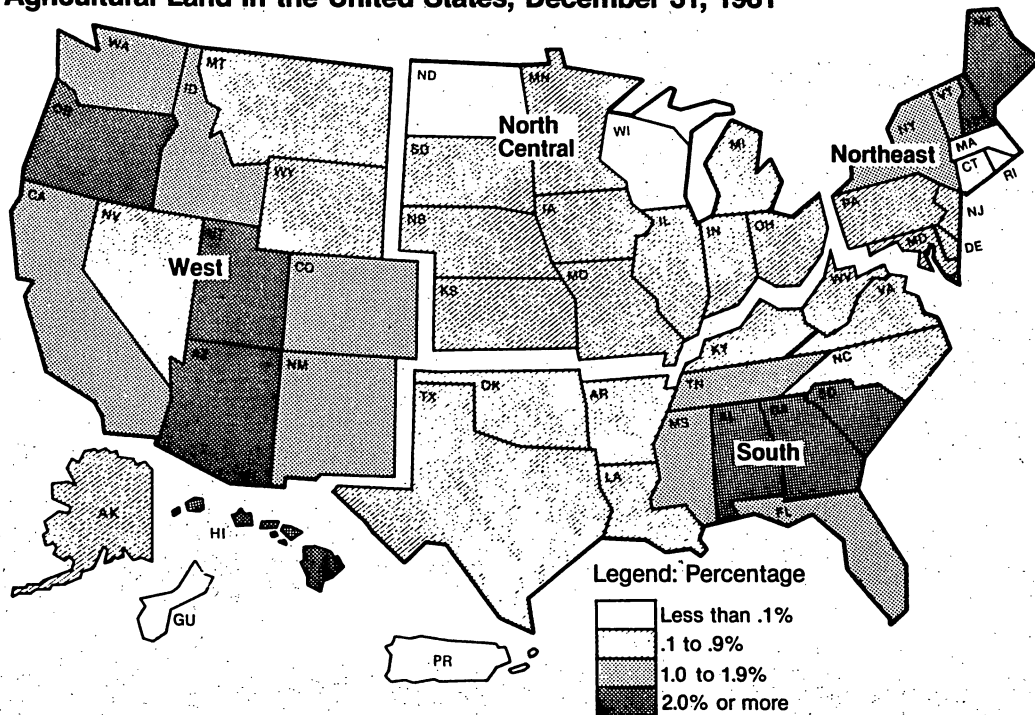 Agricultural Land in the United States, December 31, 1981
WA
MT
ND
MN
ME
ID
OR
SD
North
Central
WI
MI
NY
VT
Northeast
MA
CT
RI
CA
NV
WY
NB
IA
IL
IN
OH
PA
NJ
MD
DE
West
CO
KS
MO
WV
VA
KY
NC
AZ
NM
TX
OK
AR
TN
MS
AL
GA
SC
South
LA
FL
AK
HI
GU
PR
Legend: Percentage
Less than .1%
.1 to .9%
1.0 to 1.9%
2.0% or more